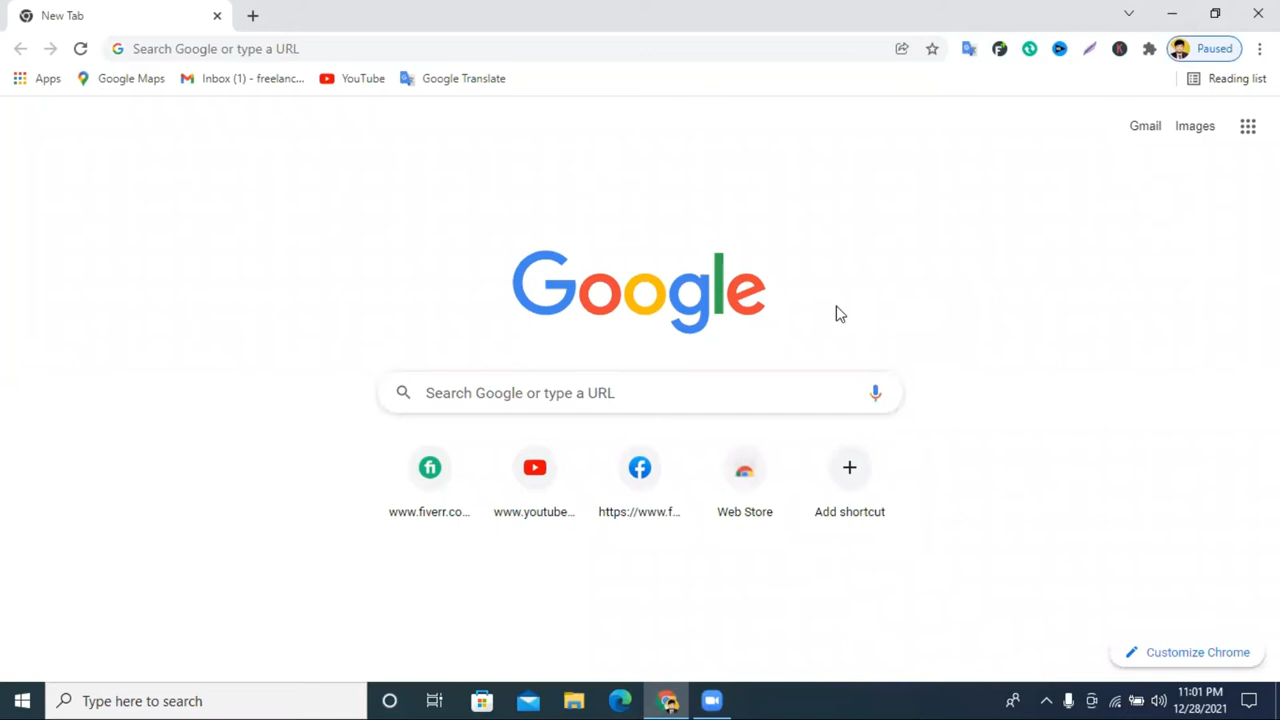 New Tab
Search Google or type a URL
Paused
Apps
Google Maps
Inbox (1) - freelanc...
YouTube
Google Translate
Reading list
Gmail
Images
Google
Search Google or type a URL
www.fiverr.co...
www.youtube...
https://www.f...
Web Store
Add shortcut
Customize Chrome
Type here to search
11:01 PM
12/28/2021